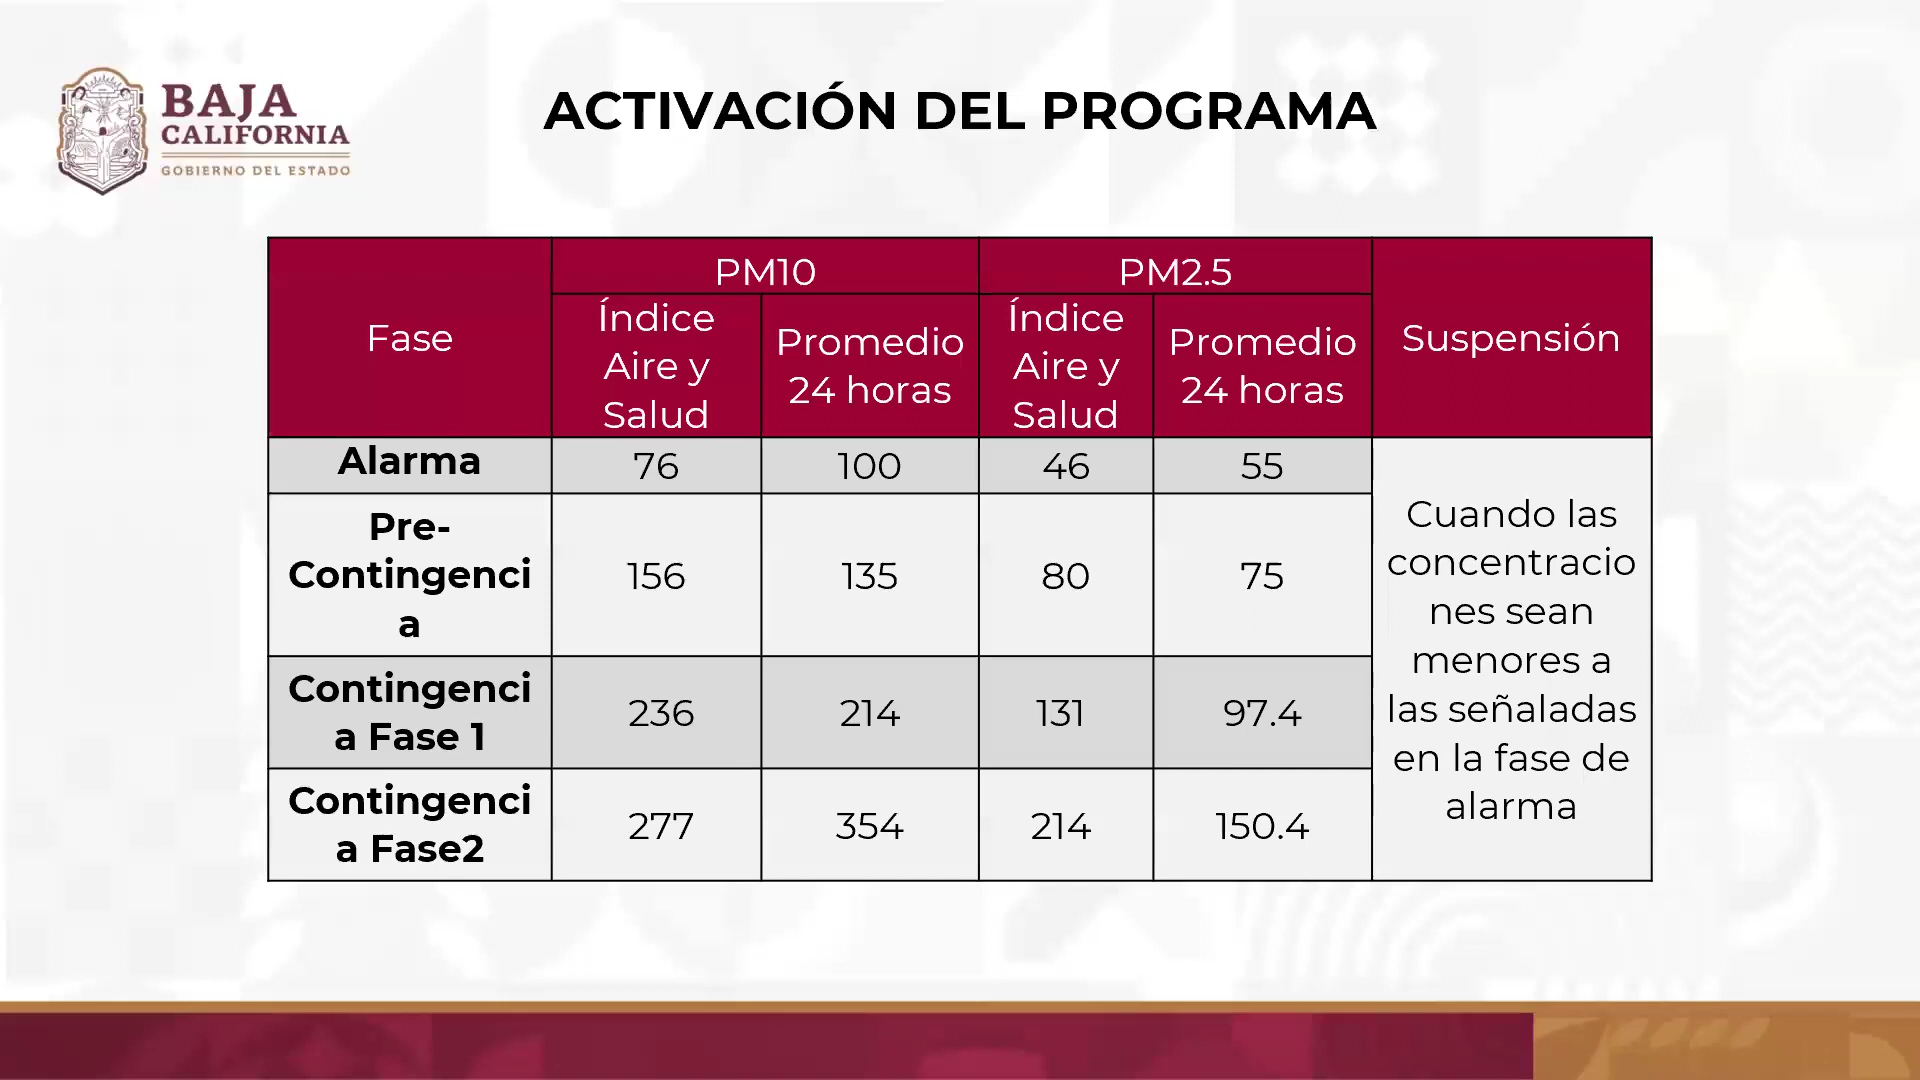 BAJA
CALIFORNIA
GOBIERNO DEL ESTADO
ACTIVACIÓN DEL PROGRAMA
Fase
PM10
PM2.5
Suspensión
Índice
Aire y
Salud
Promedio
24 horas
Índice
Aire y
Salud
Promedio
24 horas
Alarma
76
100
46
55
Pre-
Contingenci
a
156
135
80
75
Contingenci
a Fase 1
236
214
131
97.4
Contingenci
a Fase2
277
354
214
150.4
Cuando las
concentracio
nes sean
menores a
las señaladas
en la fase de
alarma